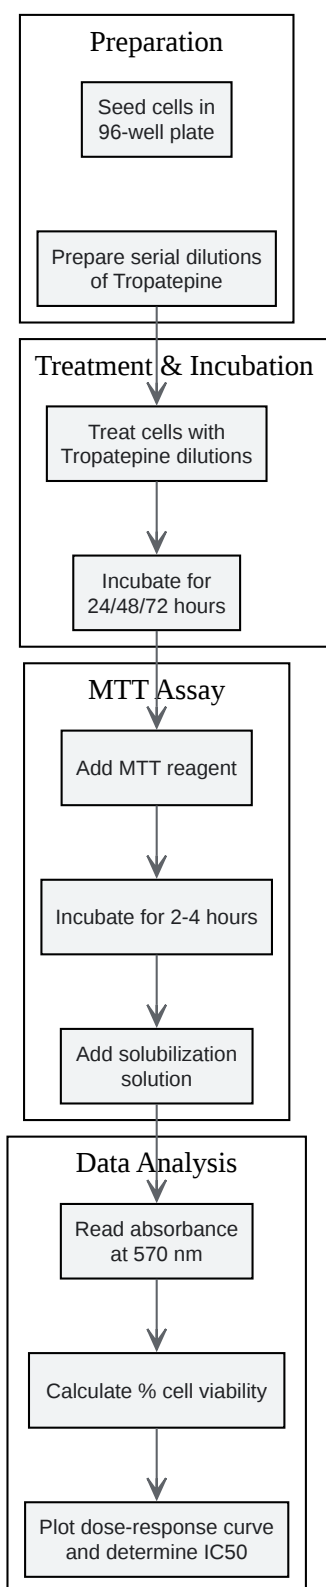 Preparation
Seed cells in
96-well plate
Prepare serial dilutions
of Tropatepine
Treatment & Incubation
Treat cells with
Tropatepine dilutions
Incubate for
24/48/72 hours
MTT Assay
Add MTT reagent
Incubate for 2-4 hours
Add solubilization
solution
Data Analysis
Read absorbance
at 570 nm
Calculate % cell viability
Plot dose-response curve
and determine IC50